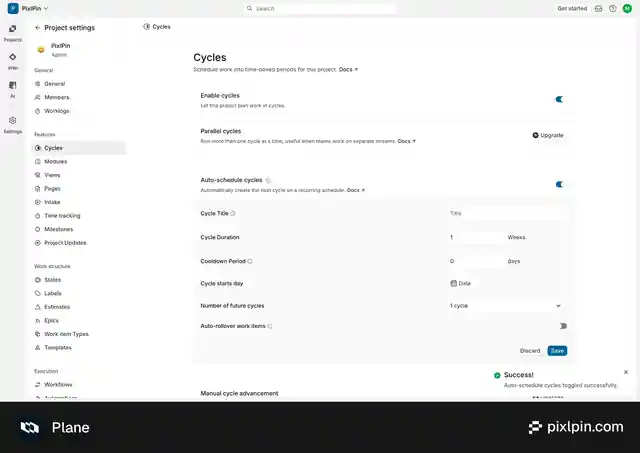 P PixlPin
Search
Get started
M
Projects
Wiki
AI
Settings
Project settings
PixlPin
Admin
General
General
Members
Worklogs
Features
Cycles
Modules
Views
Pages
Intake
Time tracking
Milestones
Project Updates
Work structure
States
Labels
Estimates
Epics
Work Item Types
Templates
Execution
Workflows
Cycles
Cycles
Schedule work into time-boxed periods for this project. Docs
Enable cycles
Let this project plan work in cycles.
Parallel cycles
Run more than one cycle at a time, useful when teams work on separate streams. Docs
Upgrade
Auto-schedule cycles
Automatically create the next cycle on a recurring schedule. Docs
Cycle Title
Title
Cycle Duration
1 Weeks
Cooldown Period
0 days
Cycle starts day
Date
Number of future cycles
1 cycle
Auto-rollover work items
Discard Save
Manual cycle advancement
Success!
Auto-schedule cycles toggled successfully.
Plane
pixlpin.com